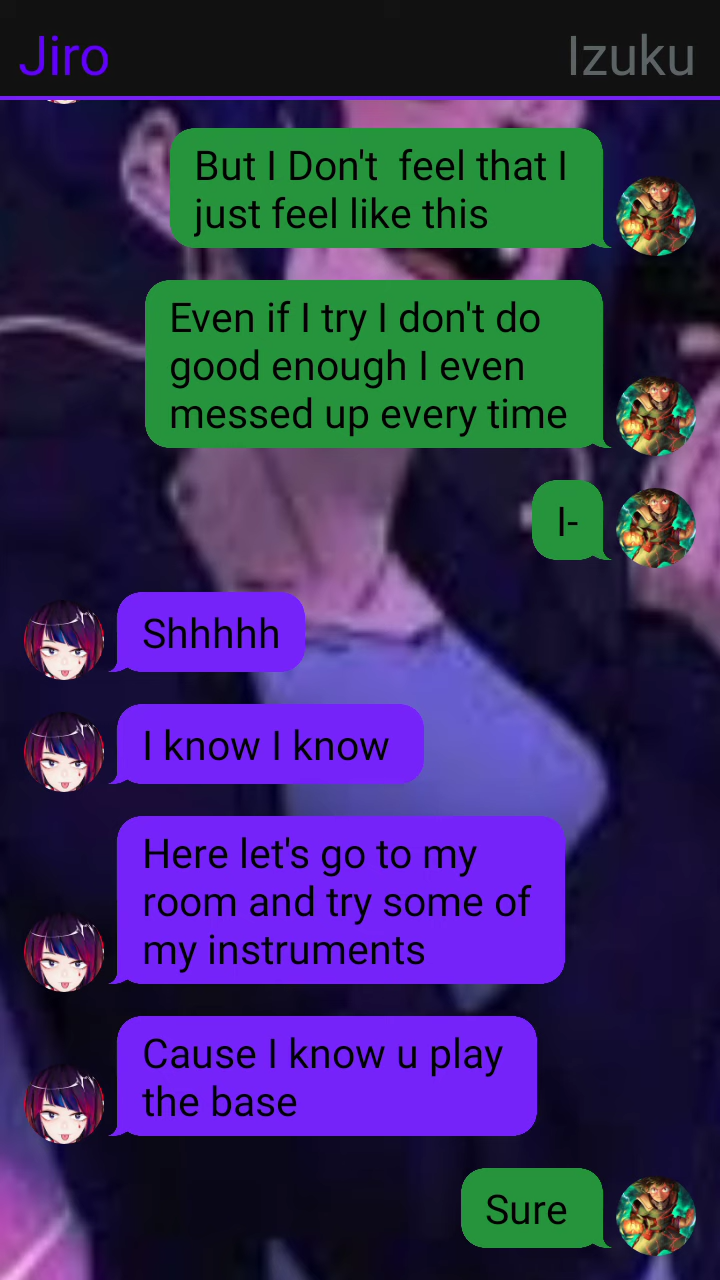 Jiro Izuku
But I Don't  feel that I
just feel like this
Even if I try I don't do
good enough I even
messed up every time
I-
Shhhhh
I know I know
Here let's go to my
room and try some of
my instruments
Cause I know u play
the base
Sure